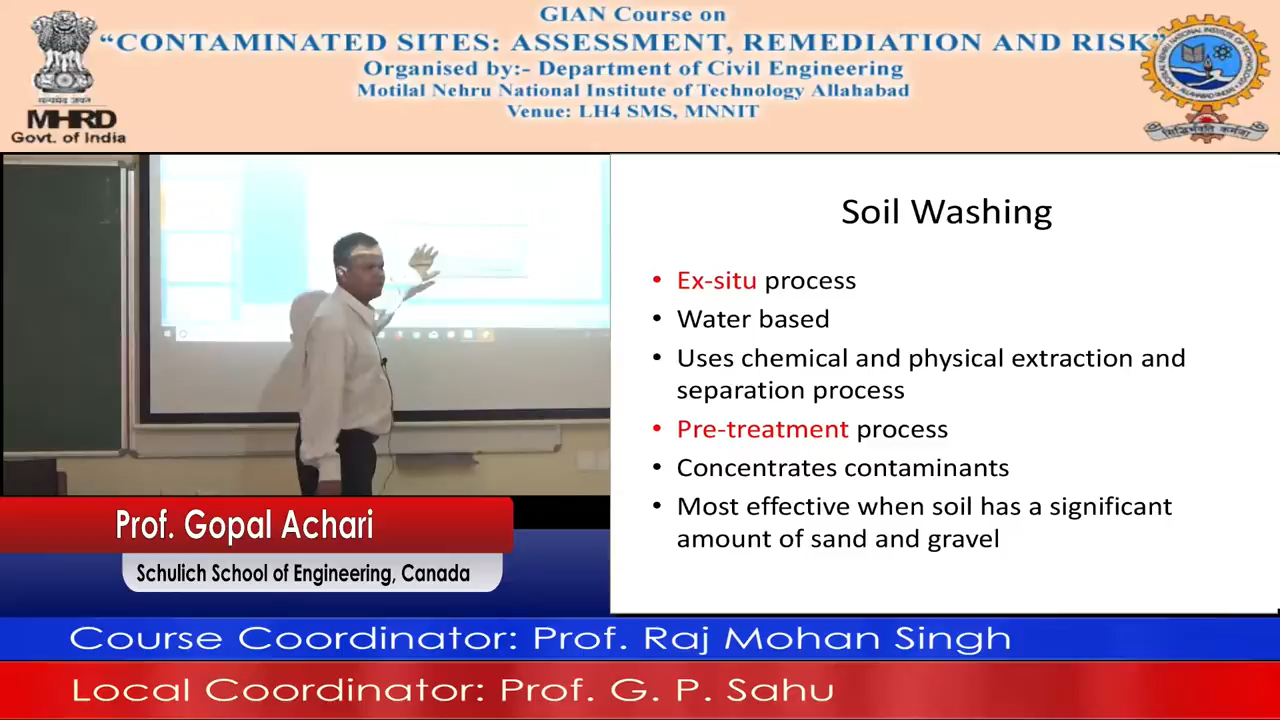 GIAN Course on
“CONTAMINATED SITES: ASSESSMENT, REMEDIATION AND RISK”
Organised by:- Department of Civil Engineering
Motilal Nehru National Institute of Technology Allahabad
Venue: LH4 SMS, MNNIT
सत्यमेव जयते
MHRD
Govt. of India
Soil Washing
• Ex-situ process
• Water based
• Uses chemical and physical extraction and
separation process
• Pre-treatment process
• Concentrates contaminants
• Most effective when soil has a significant
amount of sand and gravel
Prof. Gopal Achari
Schulich School of Engineering, Canada
Course Coordinator: Prof. Raj Mohan Singh
Local Coordinator: Prof. G. P. Sahu